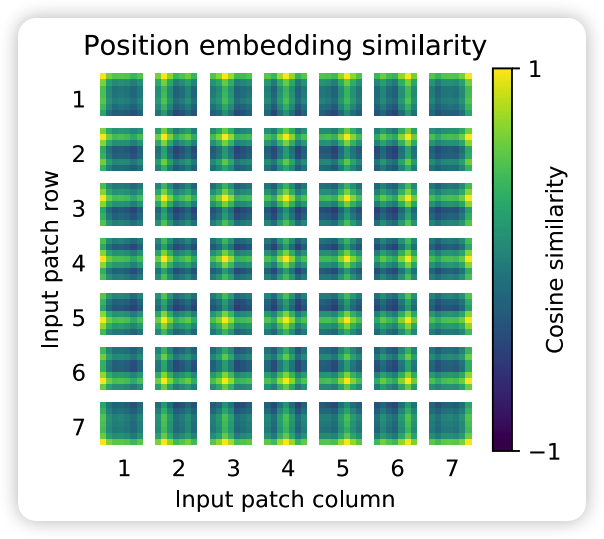 Position embedding similarity
1
2
3
4
5
6
7
Input patch row
1 2 3 4 5 6 7
Input patch column
1
−1
Cosine similarity